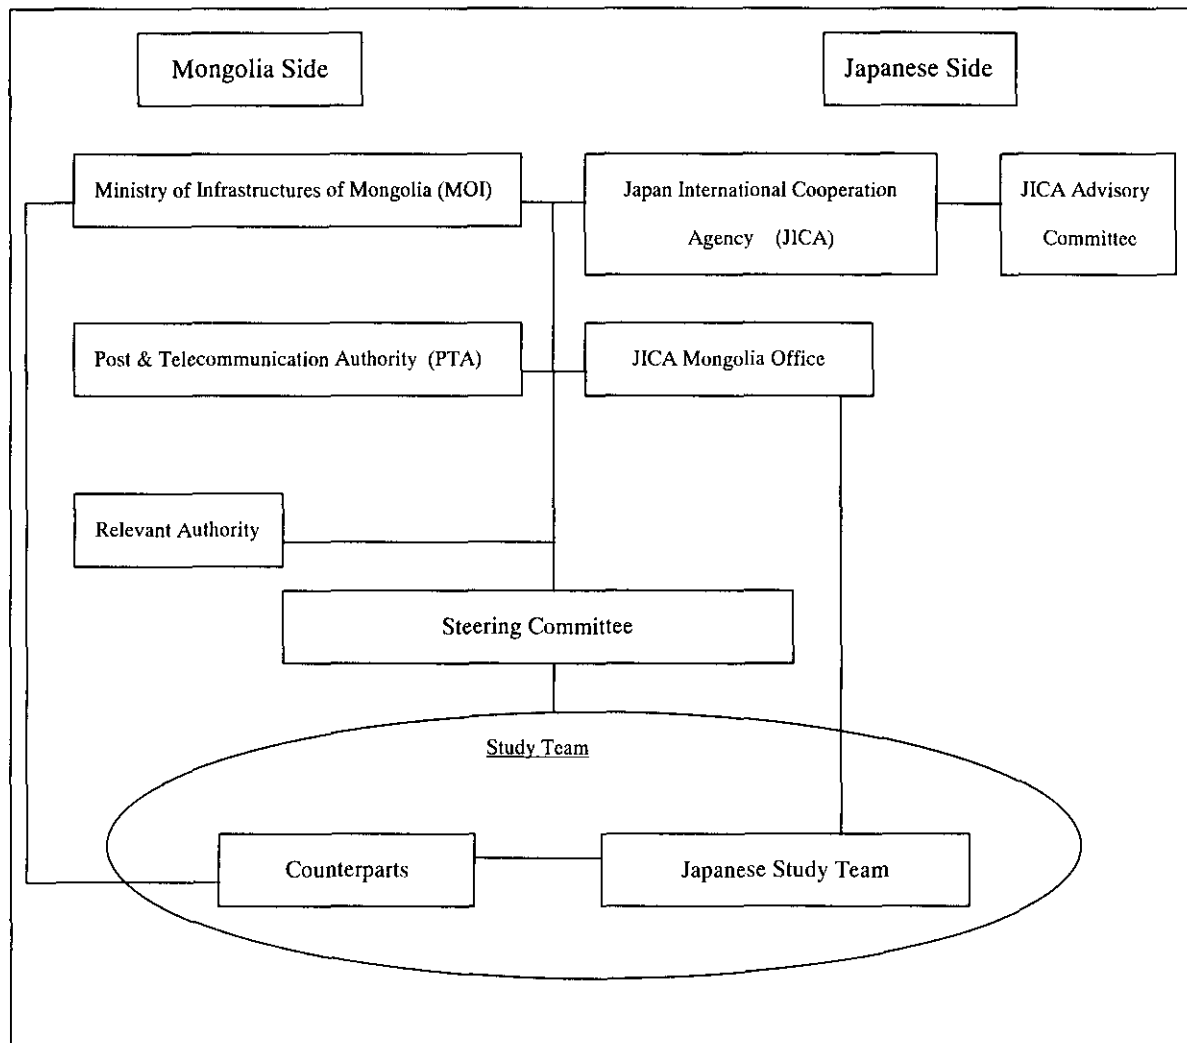 Mongolia Side
Japanese Side
Ministry of Infrastructures of Mongolia (MOI)
Japan International Cooperation
Agency (JICA)
JICA Advisory
Committee
Post & Telecommunication Authority (PTA)
JICA Mongolia Office
Relevant Authority
Steering Committee
Study Team
Counterparts
Japanese Study Team